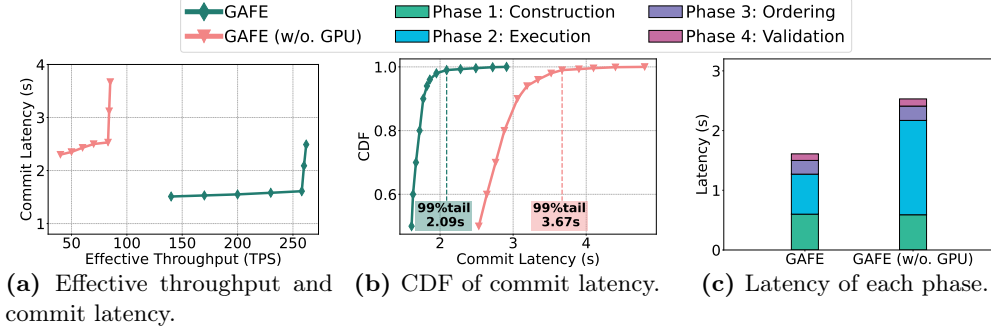 GAFE
GAFE (w/o. GPU)
Phase 1: Construction
Phase 2: Execution
Phase 3: Ordering
Phase 4: Validation
Commit Latency (s)
4
3
2
1
50 100 150 200 250
Effective Throughput (TPS)
CDF
1.0
0.8
0.6
99%tail
2.09s
99%tail
3.67s
2 3 4
Commit Latency (s)
Latency (s)
3
2
1
0
GAFE GAFE (w/o. GPU)
(a) Effective throughput and
commit latency.
(b) CDF of commit latency.
(c) Latency of each phase.